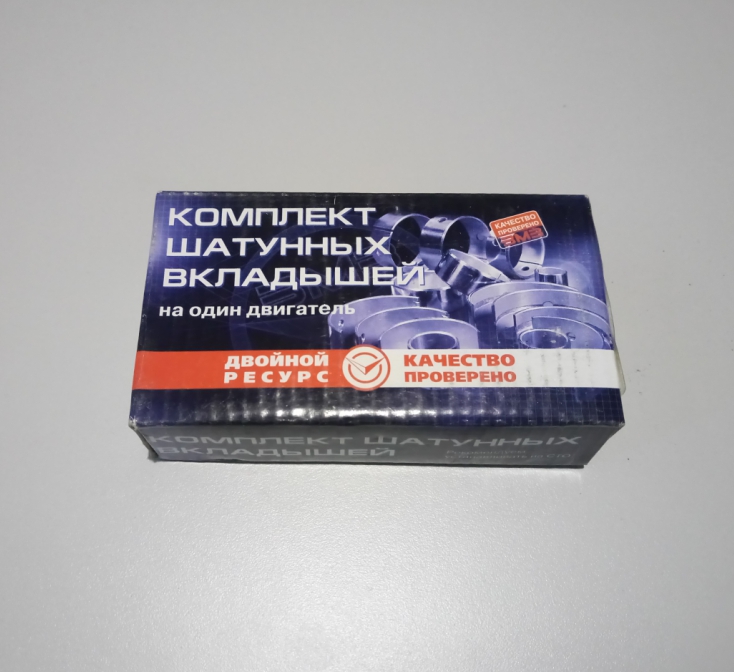 КОМПЛЕКТ
ШАТУННЫХ
ВКЛАДЫШЕЙ
на один двигатель
КАЧЕСТВО
ПРОВЕРЕНО
ЗМЗ
ДВОЙНОЙ
РЕСУРС
КАЧЕСТВО
ПРОВЕРЕНО
КОМПЛЕКТ ШАТУННЫХ
ВКЛАДЫШЕЙ